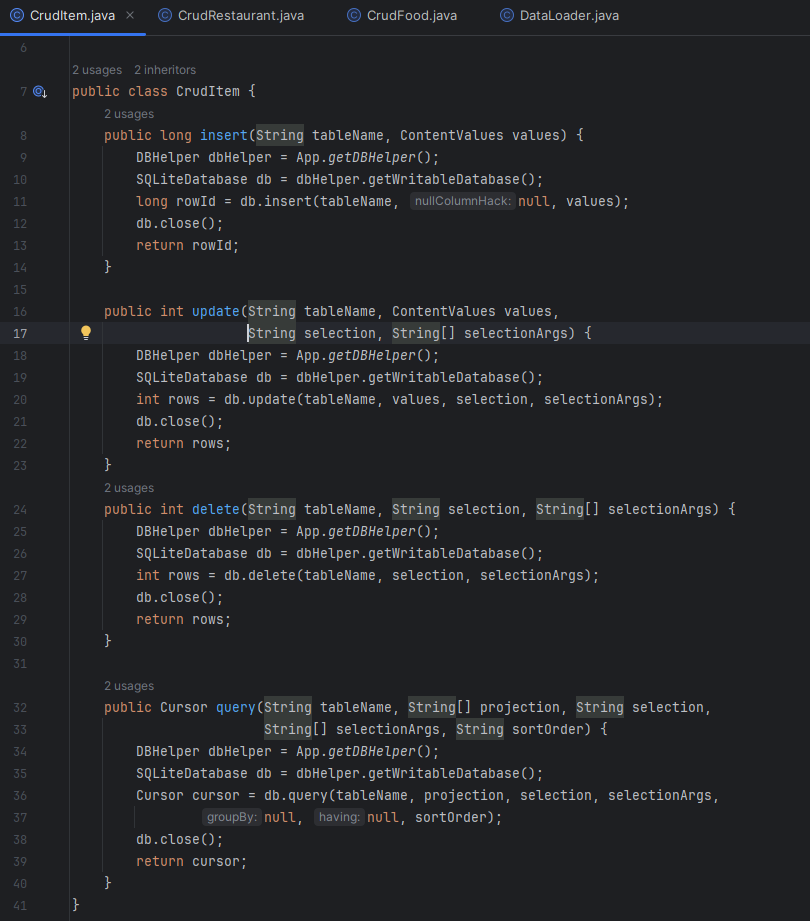 CrudItem.java × CrudRestaurant.java CrudFood.java DataLoader.java
6
2 usages 2 inheritors
7 public class CrudItem {
2 usages
8 public long insert(String tableName, ContentValues values) {
9 DBHelper dbHelper = App.getDBHelper();
10 SQLiteDatabase db = dbHelper.getWritableDatabase();
11 long rowId = db.insert(tableName, nullColumnHack: null, values);
12 db.close();
13 return rowId;
14 }
15
16 public int update(String tableName, ContentValues values,
17 String selection, String[] selectionArgs) {
18 DBHelper dbHelper = App.getDBHelper();
19 SQLiteDatabase db = dbHelper.getWritableDatabase();
20 int rows = db.update(tableName, values, selection, selectionArgs);
21 db.close();
22 return rows;
23 }
2 usages
24 public int delete(String tableName, String selection, String[] selectionArgs) {
25 DBHelper dbHelper = App.getDBHelper();
26 SQLiteDatabase db = dbHelper.getWritableDatabase();
27 int rows = db.delete(tableName, selection, selectionArgs);
28 db.close();
29 return rows;
30 }
31
2 usages
32 public Cursor query(String tableName, String[] projection, String selection,
33 String[] selectionArgs, String sortOrder) {
34 DBHelper dbHelper = App.getDBHelper();
35 SQLiteDatabase db = dbHelper.getWritableDatabase();
36 Cursor cursor = db.query(tableName, projection, selection, selectionArgs,
37 groupBy: null, having: null, sortOrder);
38 db.close();
39 return cursor;
40 }
41 }